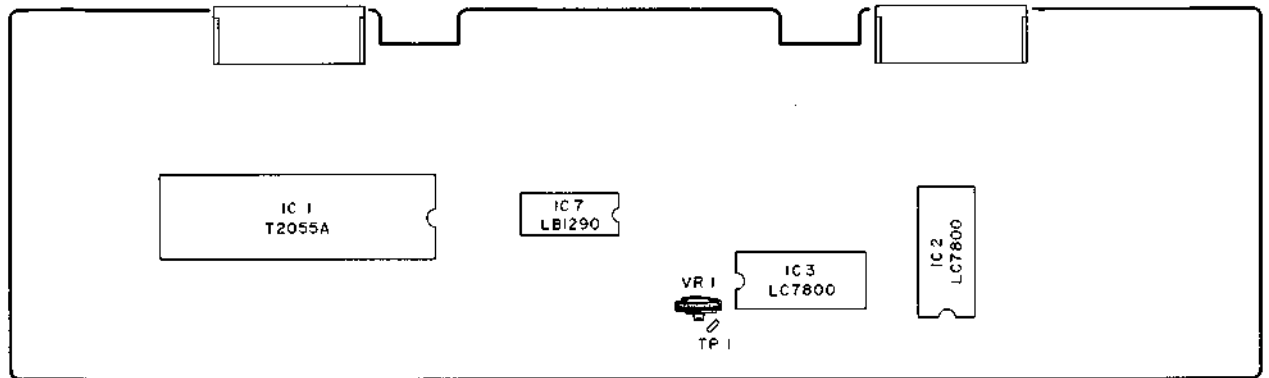 IC 1
T2055A
IC 7
LB1290
IC 3
LC7800
IC 2
LC7800
VR 1
TP 1